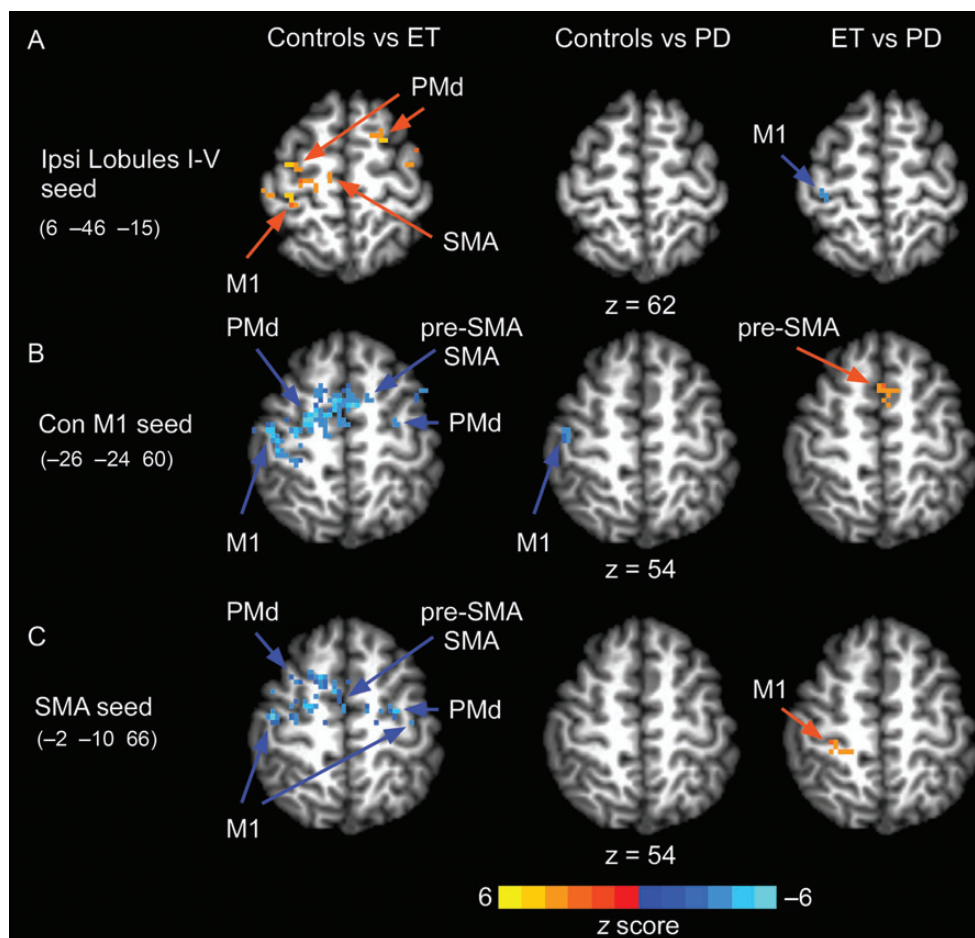 A
Controls vs ET
Controls vs PD
ET vs PD
PMd
Ipsi Lobules I-V
seed
(6 –46 –15)
M1
SMA
M1
z = 62
B
PMd
pre-SMA
SMA
pre-SMA
Con M1 seed
(–26 –24 60)
PMd
M1
M1
z = 54
C
PMd
pre-SMA
SMA
SMA seed
(–2 –10 66)
PMd
M1
M1
z = 54
6
–6
z score